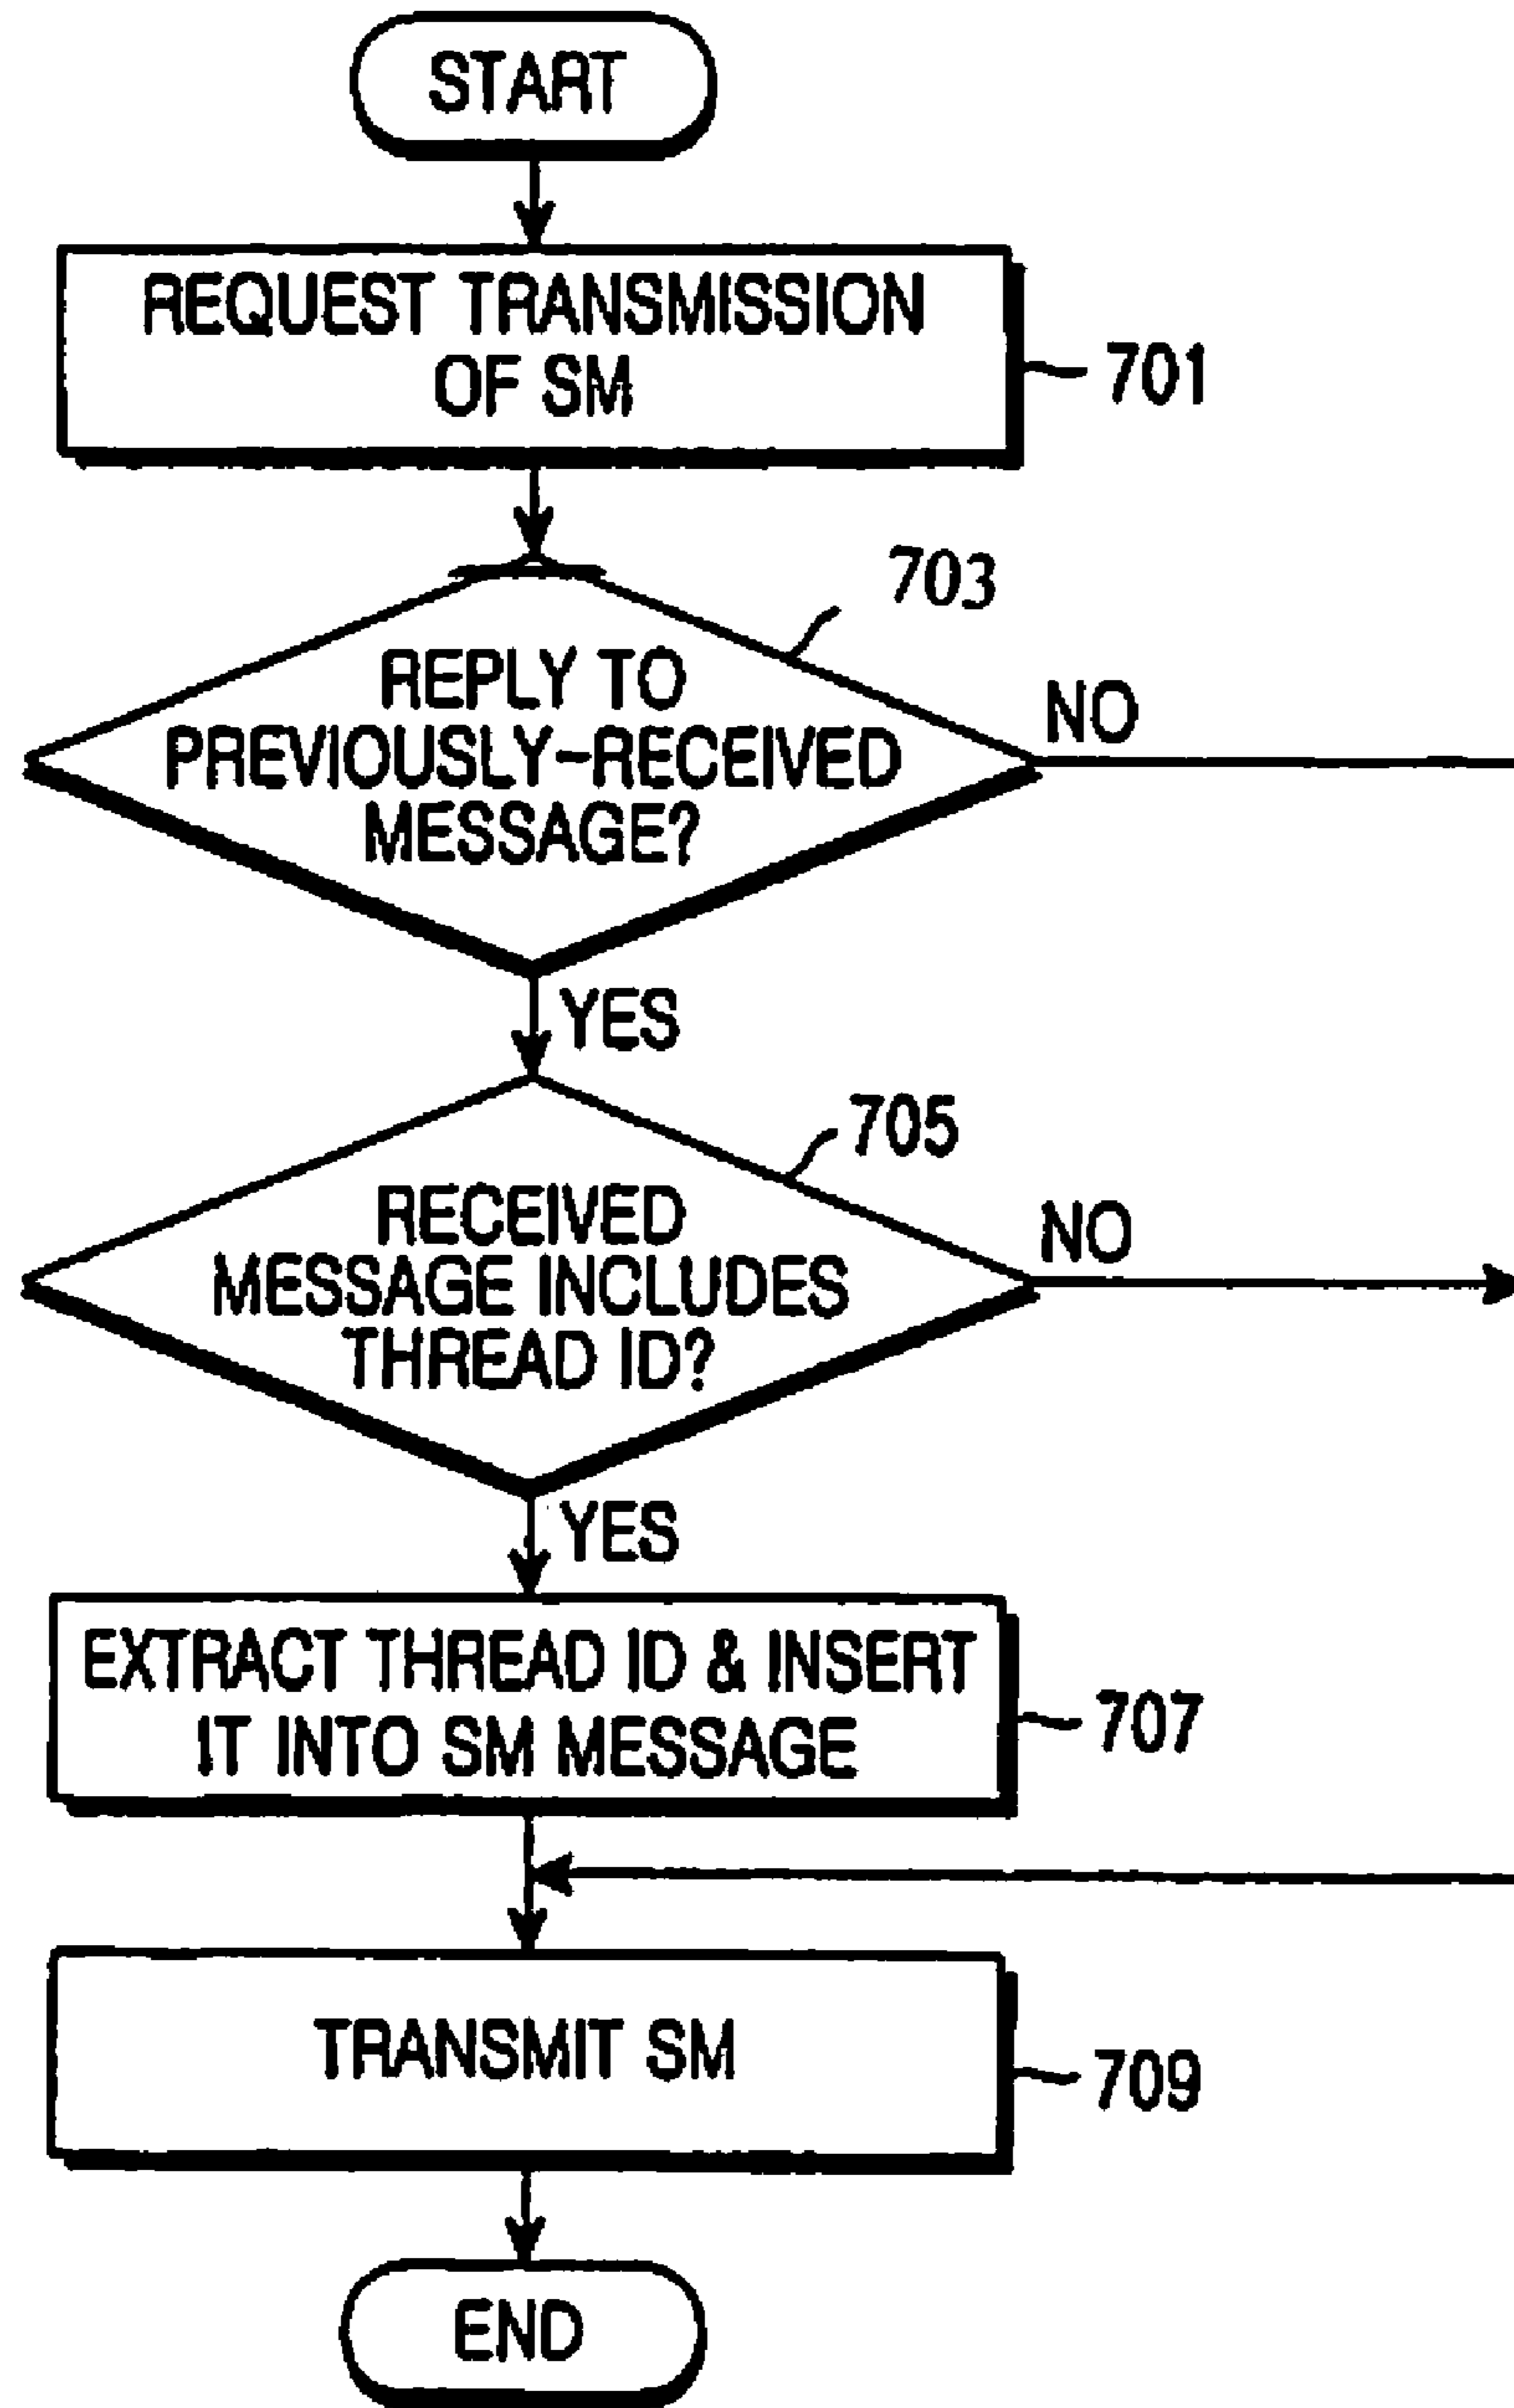 START
REQUEST TRANSMISSION
OF SM
701
703
REPLY TO
PREVIOUSLY-RECEIVED
MESSAGE?
NO
YES
705
RECEIVED
MESSAGE INCLUDES
THREAD ID?
NO
YES
EXTRACT THREAD ID & INSERT
IT INTO SM MESSAGE
707
TRANSMIT SM
709
END